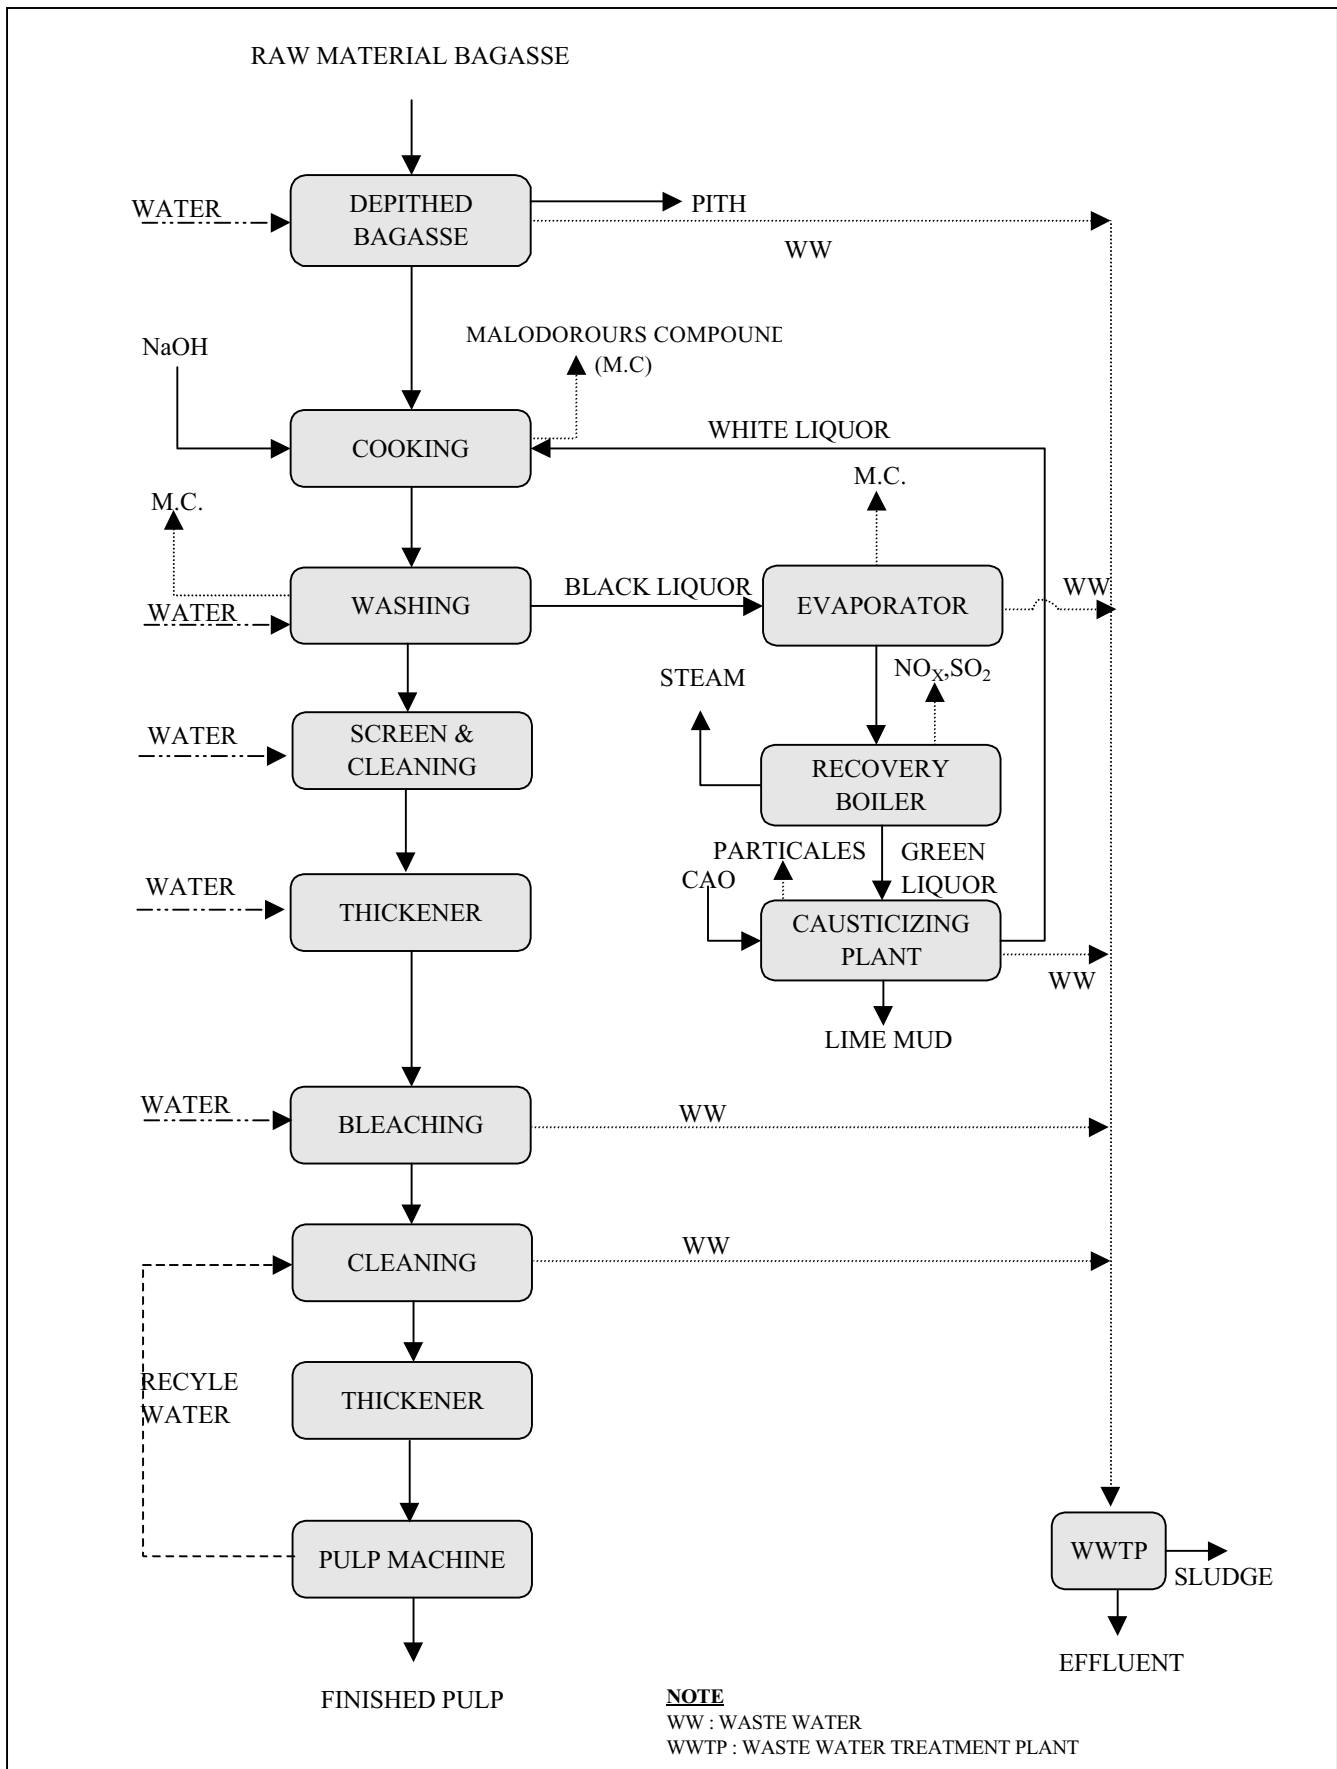 RAW MATERIAL BAGASSE
WATER
DEPITHED
BAGASSE
PITH
WW
NaOH
MALODOROURS COMPOUND
(M.C)
COOKING
WHITE LIQUOR
M.C.
M.C.
WATER
WASHING
BLACK LIQUOR
EVAPORATOR
WW
STEAM
NOX,SO2
WATER
SCREEN &
CLEANING
RECOVERY
BOILER
PARTICALES
GREEN
LIQUOR
CAO
WATER
THICKENER
CAUSTICIZING
PLANT
WW
LIME MUD
WATER
BLEACHING
WW
CLEANING
WW
RECYLE
WATER
THICKENER
PULP MACHINE
WWTP
SLUDGE
EFFLUENT
FINISHED PULP
NOTE
WW : WASTE WATER
WWTP : WASTE WATER TREATMENT PLANT